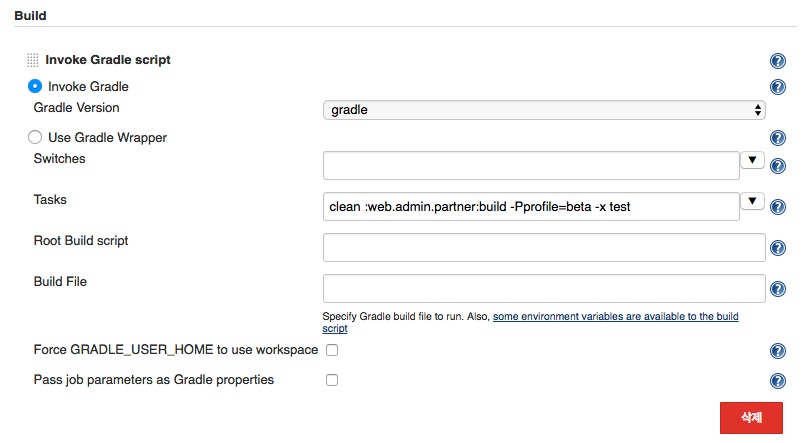 Build
Invoke Gradle script
Invoke Gradle
Gradle Version
gradle
Use Gradle Wrapper
Switches
Tasks
clean :web.admin.partner:build -Pprofile=beta -x test
Root Build script
Build File
Specify Gradle build file to run. Also, some environment variables are available to the build
script
Force GRADLE_USER_HOME to use workspace
Pass job parameters as Gradle properties
삭제